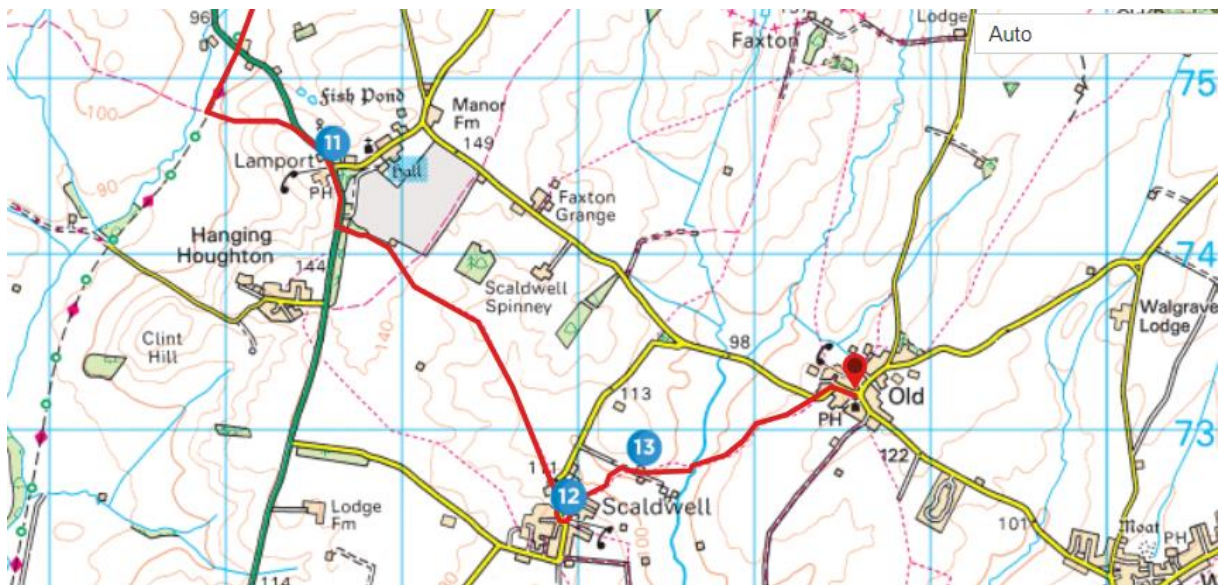 96
Lodge
Auto
Faxton
75
100
Fish Pond
Manor
Fm
149
11
Lamport
Hall
PH
90
Faxton
Grange
Hanging
Houghton
74
144
Scaldwell
Spinney
Walgrave
Lodge
Clint
Hill
140
98
113
Old
PH
73
13
111
122
12
Scaldwell
Lodge
Fm
100
101
Moat
PH
114